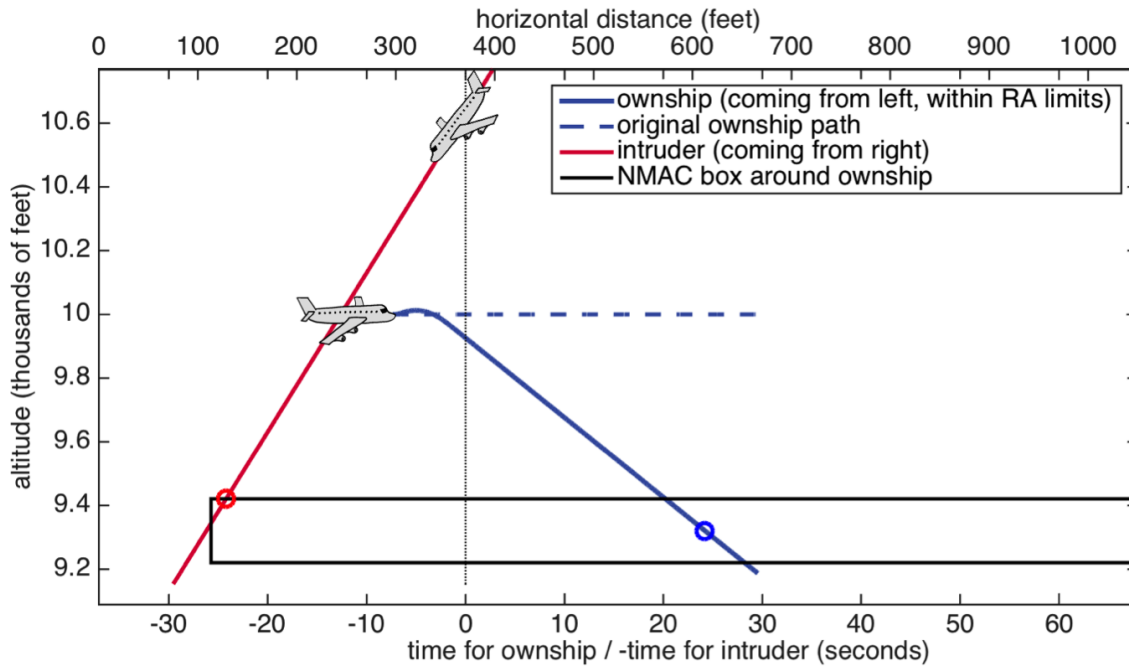 horizontal distance (feet)
0 100 200 300 400 500 600 700 800 900 1000
ownship (coming from left, within RA limits)
original ownship path
intruder (coming from right)
NMAC box around ownship
altitude (thousands of feet)
10.6
10.4
10.2
10
9.8
9.6
9.4
9.2
-30 -20 -10 0 10 20 30 40 50 60
time for ownship / -time for intruder (seconds)